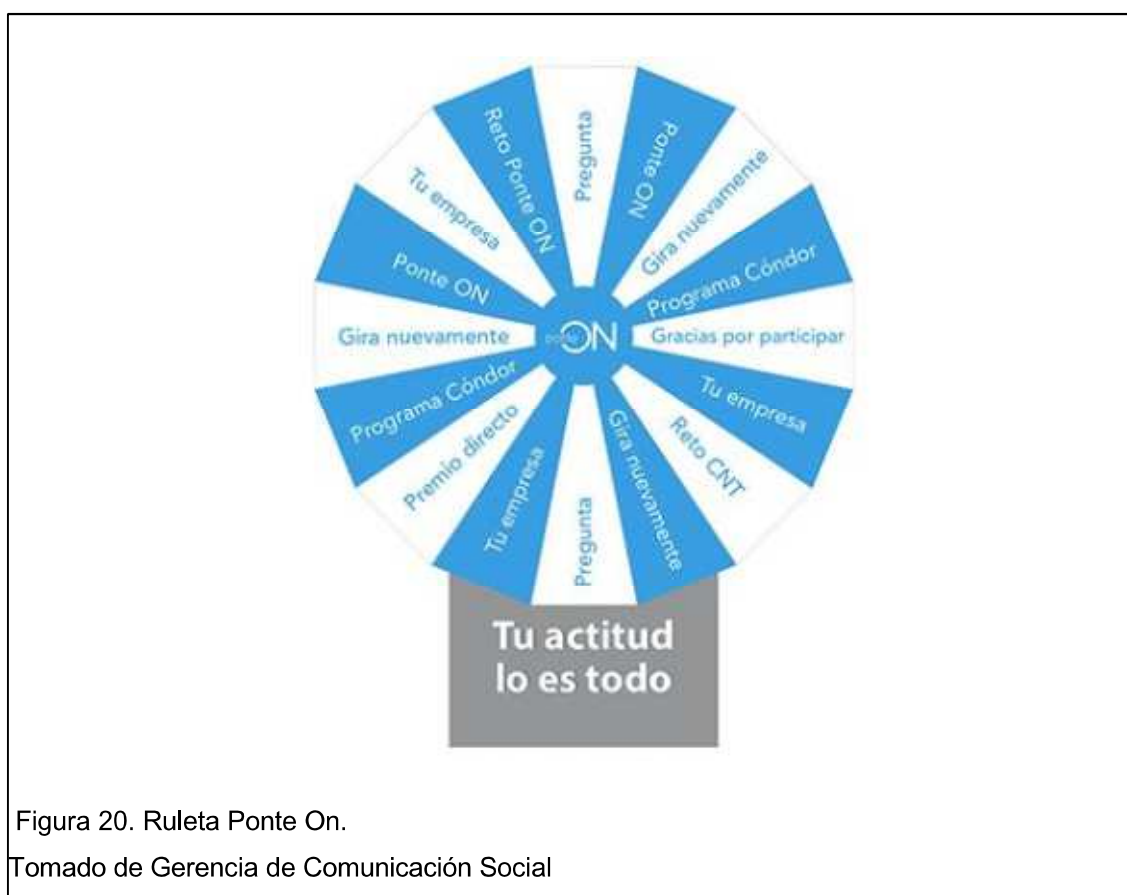 Pregunta
Ponte ON
Gira nuevamente
Programa Cóndor
Gracias por participar
Tu empresa
Reto CNT
Gira nuevamente
Pregunta
Tu empresa
Premio directo
Programa Cóndor
Gira nuevamente
Ponte ON
Tu empresa
Reto Ponte ON
ponte ON
Tu actitud
lo es todo
Figura 20. Ruleta Ponte On.
Tomado de Gerencia de Comunicación Social